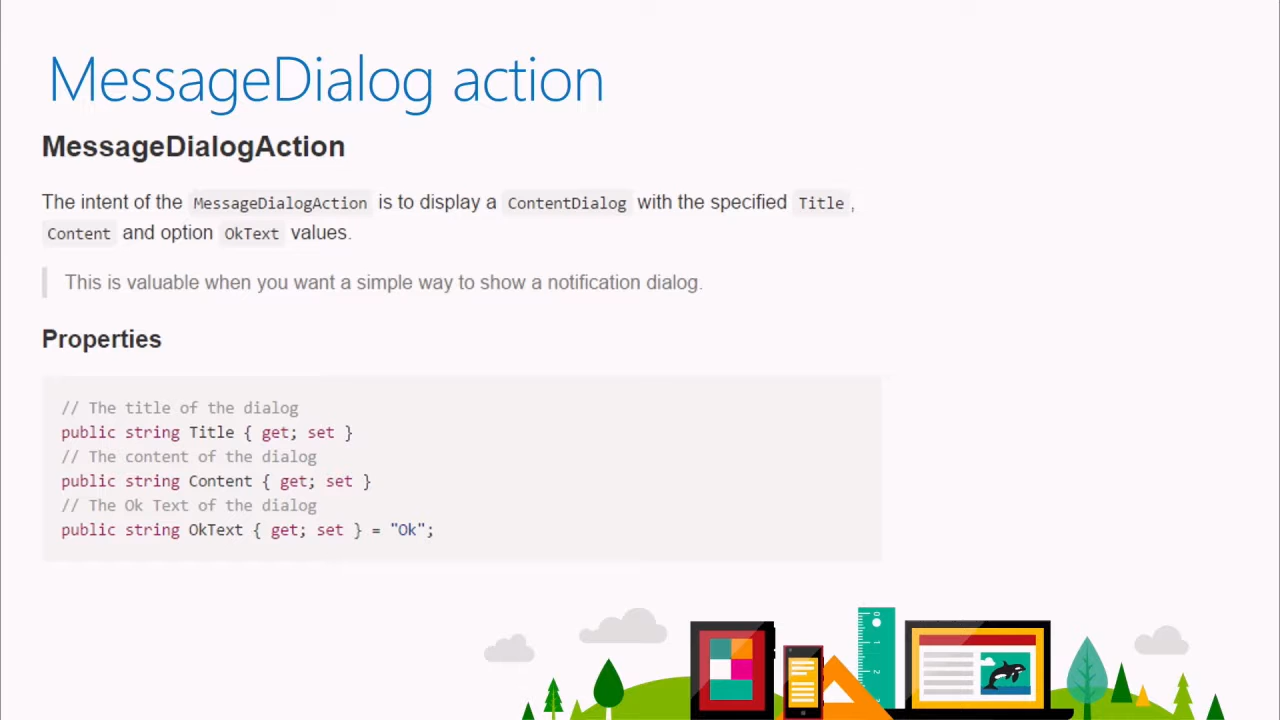 MessageDialog action
MessageDialogAction
The intent of the MessageDialogAction is to display a ContentDialog with the specified Title,
Content and option OkText values.
This is valuable when you want a simple way to show a notification dialog.
Properties
// The title of the dialog
public string Title { get; set }
// The content of the dialog
public string Content { get; set }
// The Ok Text of the dialog
public string OkText { get; set } = "Ok";
0
1
2